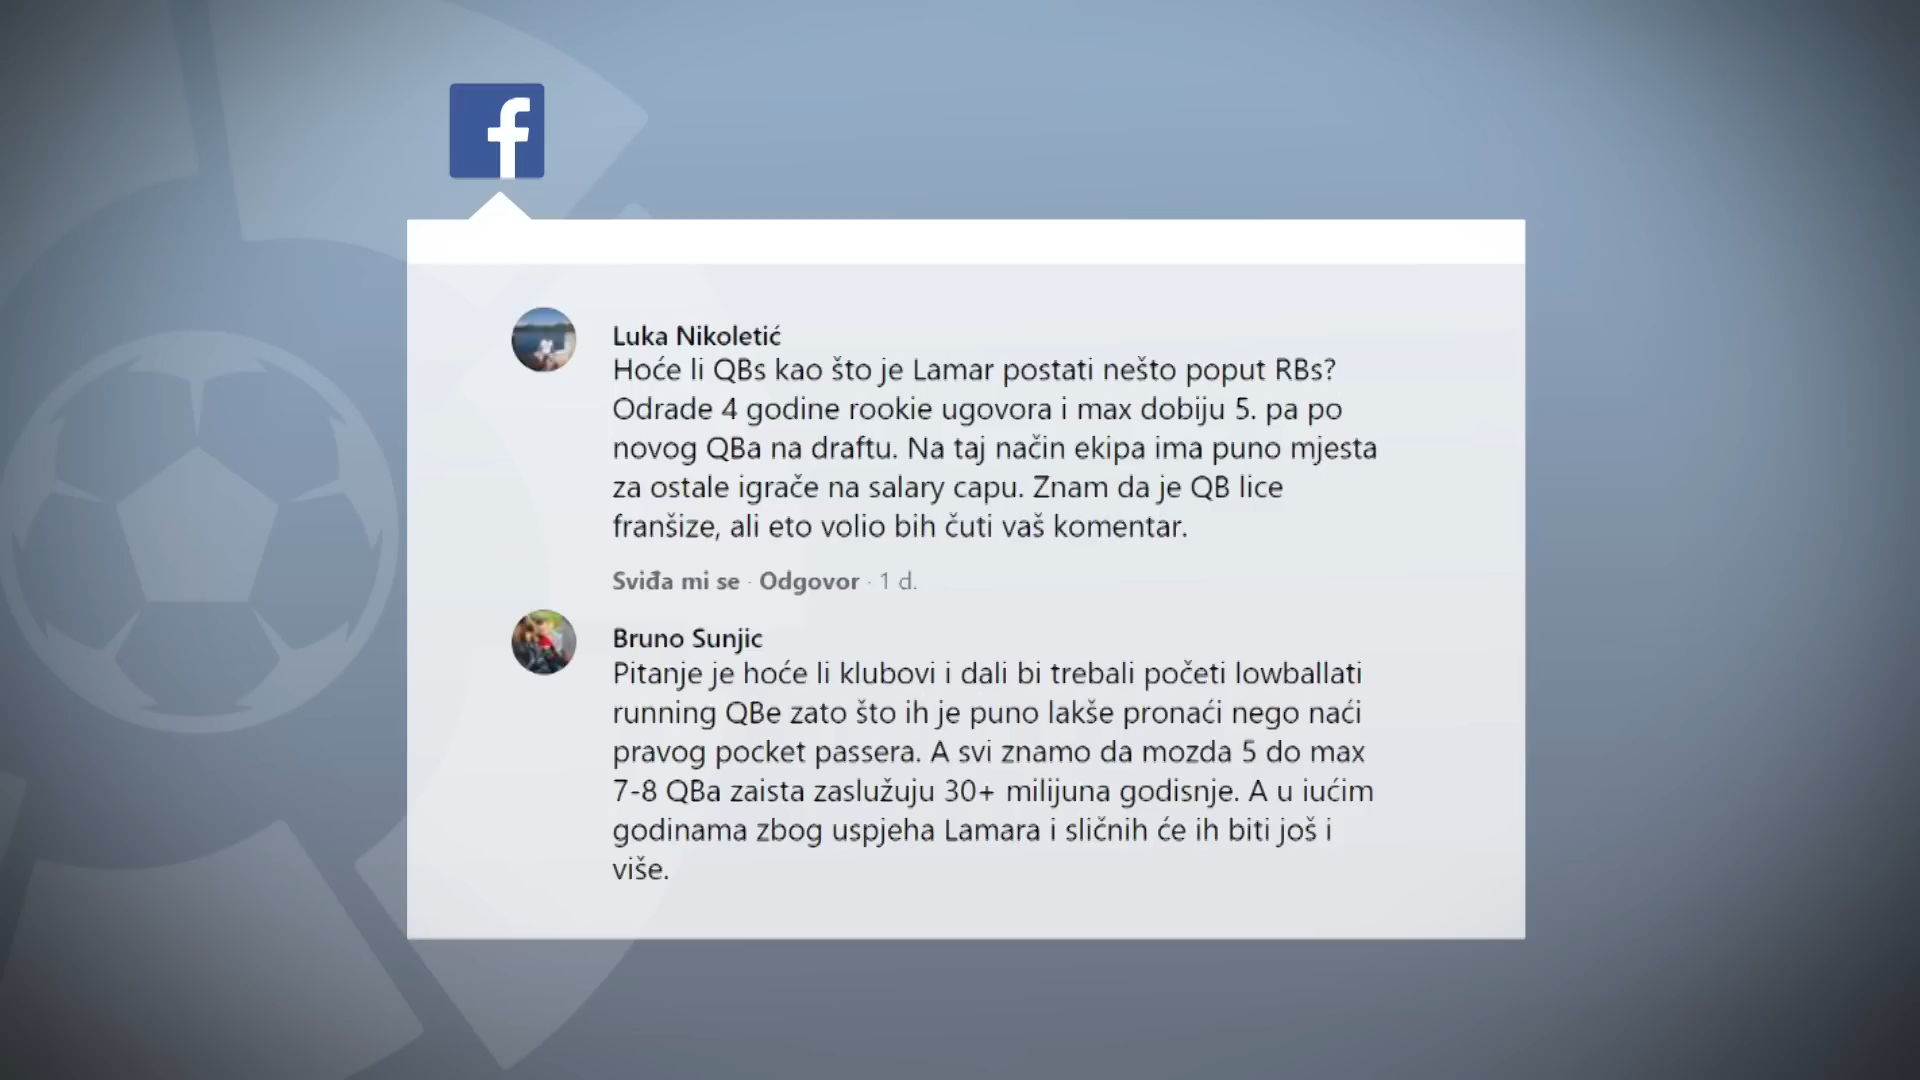 f
Luka Nikoletić
Hoće li QBs kao što je Lamar postati nešto poput RBs?
Odrade 4 godine rookie ugovora i max dobiju 5. pa po
novog QBa na draftu. Na taj način ekipa ima puno mjesta
za ostale igrače na salary capu. Znam da je QB lice
franšize, ali eto volio bih čuti vaš komentar.
Sviđa mi se · Odgovor · 1 d.
Bruno Sunjic
Pitanje je hoće li klubovi i dali bi trebali početi lowballati
running QBe zato što ih je puno lakše pronaći nego naći
pravog pocket passera. A svi znamo da mozda 5 do max
7-8 QBa zaista zaslužuju 30+ milijuna godisnje. A u iućim
godinama zbog uspjeha Lamara i sličnih će ih biti još i
više.